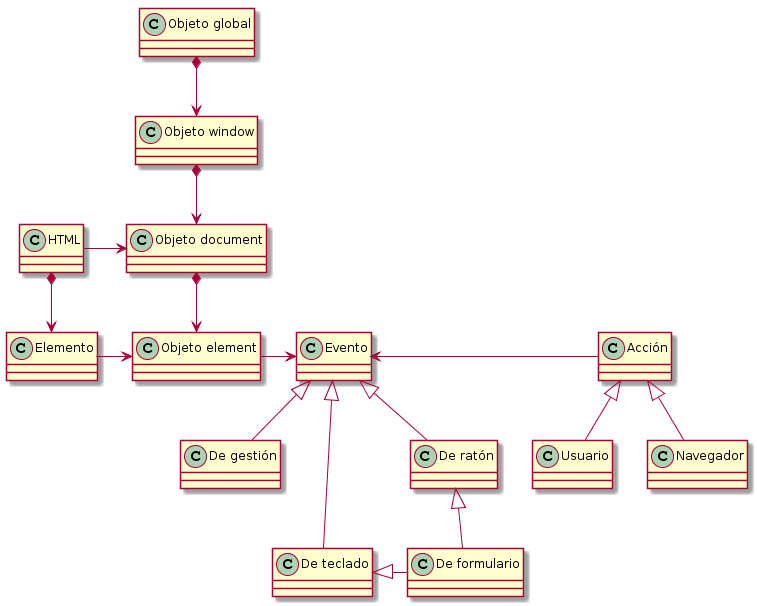 C Objeto global
C Objeto window
C HTML
C Objeto document
C Elemento
C Objeto element
C Evento
C Acción
C De gestión
C De ratón
C Usuario
C Navegador
C De teclado
C De formulario